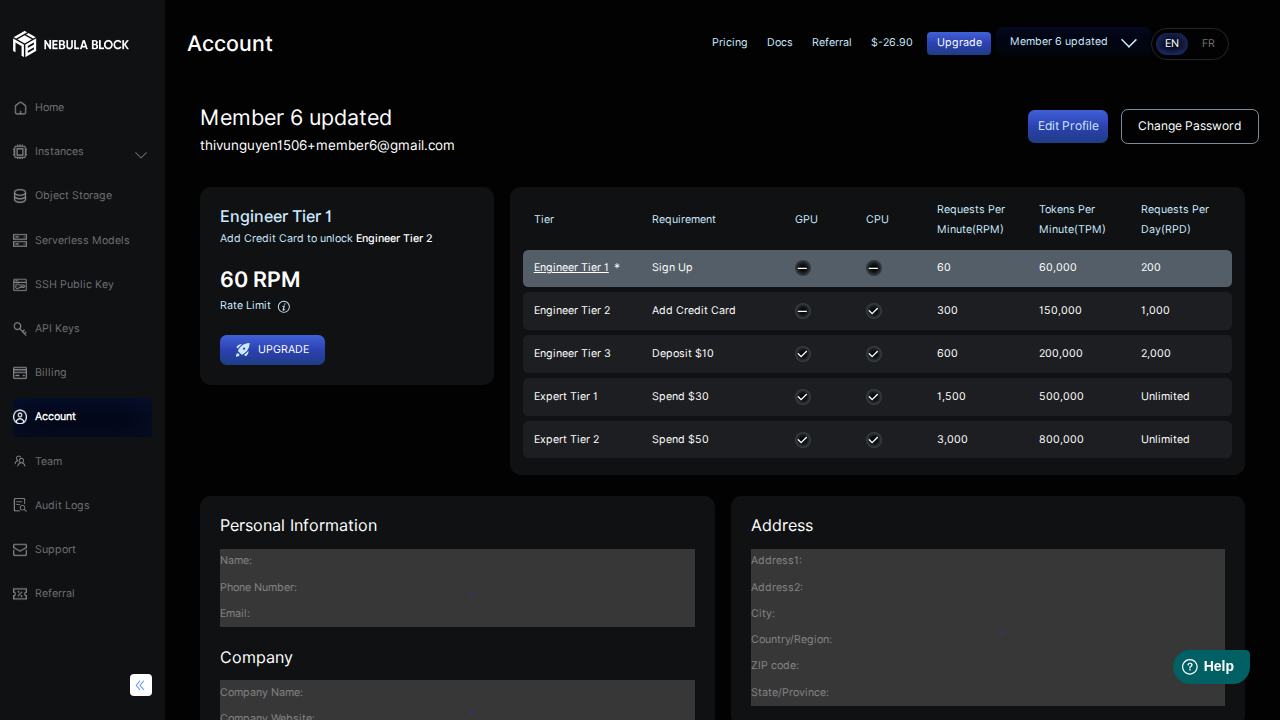 NEBULA BLOCK
Account
Pricing
Docs
Referral
$-26.90
Upgrade
Member 6 updated
EN
FR
Home
Instances
Object Storage
Serverless Models
SSH Public Key
API Keys
Billing
Account
Team
Audit Logs
Support
Referral
Member 6 updated
thivunguyen1506+member6@gmail.com
Edit Profile
Change Password
Engineer Tier 1
Add Credit Card to unlock Engineer Tier 2
60 RPM
Rate Limit
UPGRADE
Tier Requirement GPU CPU Requests Per Minute(RPM) Tokens Per Minute(TPM) Requests Per Day(RPD)
Engineer Tier 1 * Sign Up 60 60,000 200
Engineer Tier 2 Add Credit Card 300 150,000 1,000
Engineer Tier 3 Deposit $10 600 200,000 2,000
Expert Tier 1 Spend $30 1,500 500,000 Unlimited
Expert Tier 2 Spend $50 3,000 800,000 Unlimited
Personal Information
Name:
Phone Number:
Email:
Company
Company Name:
Company Website:
Address
Address1:
Address2:
City:
Country/Region:
ZIP code:
State/Province:
Help